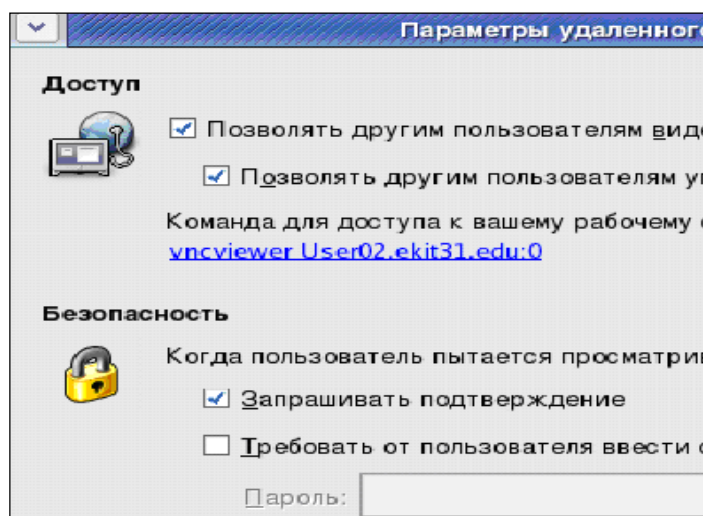 Параметры удаленного
Доступ
Позволять другим пользователям
Позволять другим пользователям
Команда для доступа к вашему рабочему
vncviewer User02.ekit31.edu:0
Безопасность
Когда пользователь пытается
Запрашивать подтверждение
Требовать от пользователя ввести
Пароль: